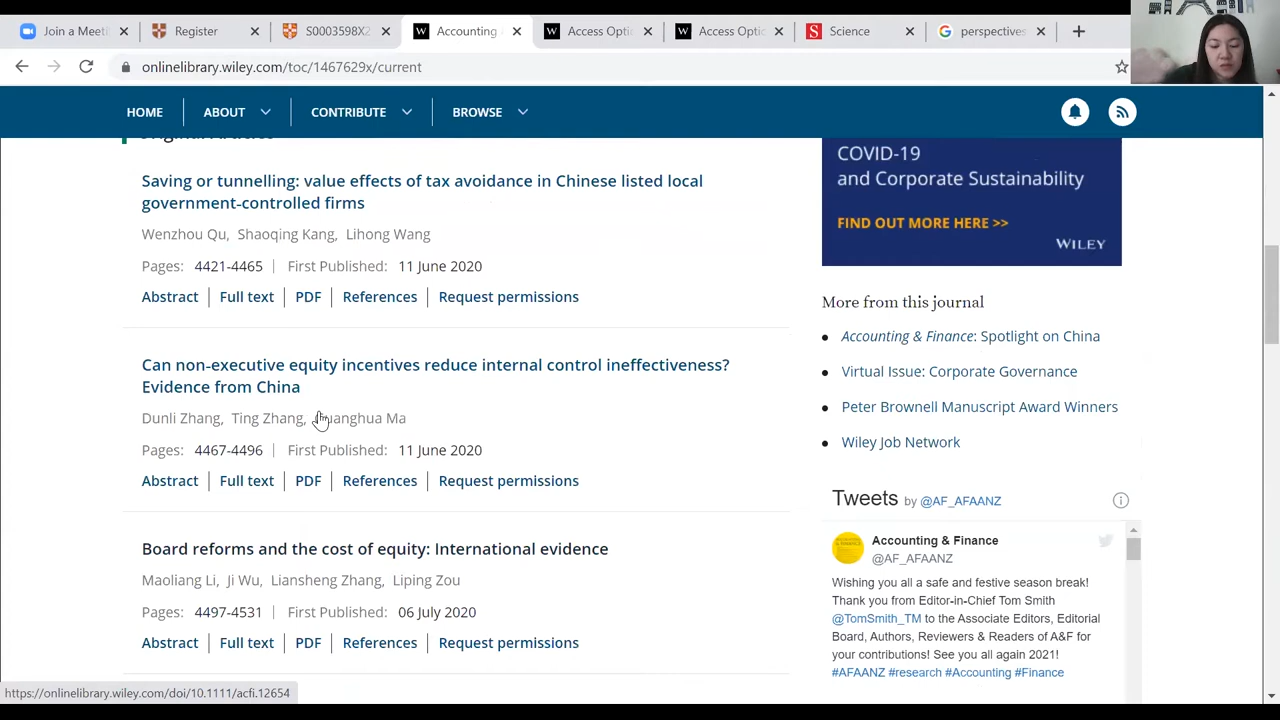 Join a Meeti
Register
S0003598X2
Accounting
Access Optic
Access Optic
Science
perspectives
onlinelibrary.wiley.com/toc/1467629x/current
HOME
ABOUT
CONTRIBUTE
BROWSE
Original Articles
Saving or tunnelling: value effects of tax avoidance in Chinese listed local
government-controlled firms
Wenzhou Qu, Shaoqing Kang, Lihong Wang
Pages: 4421-4465 | First Published: 11 June 2020
Abstract | Full text | PDF | References | Request permissions
Can non-executive equity incentives reduce internal control ineffectiveness?
Evidence from China
Dunli Zhang, Ting Zhang, Guanghua Ma
Pages: 4467-4496 | First Published: 11 June 2020
Abstract | Full text | PDF | References | Request permissions
Board reforms and the cost of equity: International evidence
Maoliang Li, Ji Wu, Liansheng Zhang, Liping Zou
Pages: 4497-4531 | First Published: 06 July 2020
Abstract | Full text | PDF | References | Request permissions
COVID-19
and Corporate Sustainability
FIND OUT MORE HERE >>
WILEY
More from this journal
Accounting & Finance: Spotlight on China
Virtual Issue: Corporate Governance
Peter Brownell Manuscript Award Winners
Wiley Job Network
Tweets by @AF_AFAANZ
Accounting & Finance
@AF_AFAANZ
Wishing you all a safe and festive season break!
Thank you from Editor-in-Chief Tom Smith
@TomSmith_TM to the Associate Editors, Editorial
Board, Authors, Reviewers & Readers of A&F for
your contributions! See you all again 2021!
#AFAANZ #research #Accounting #Finance
https://onlinelibrary.wiley.com/doi/10.1111/acfi.12654